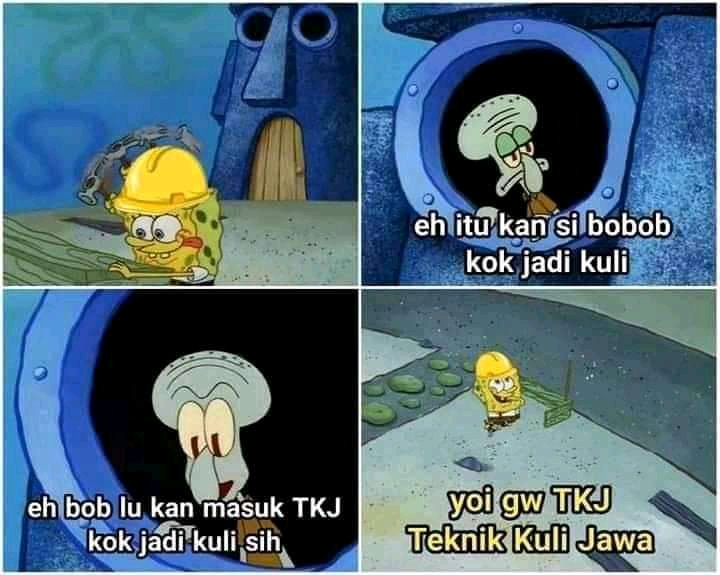 eh itu kan si bobob
kok jadi kuli
eh bob lu kan masuk TKJ
kok jadi kuli sih
yoi gw TKJ
Teknik Kuli Jawa